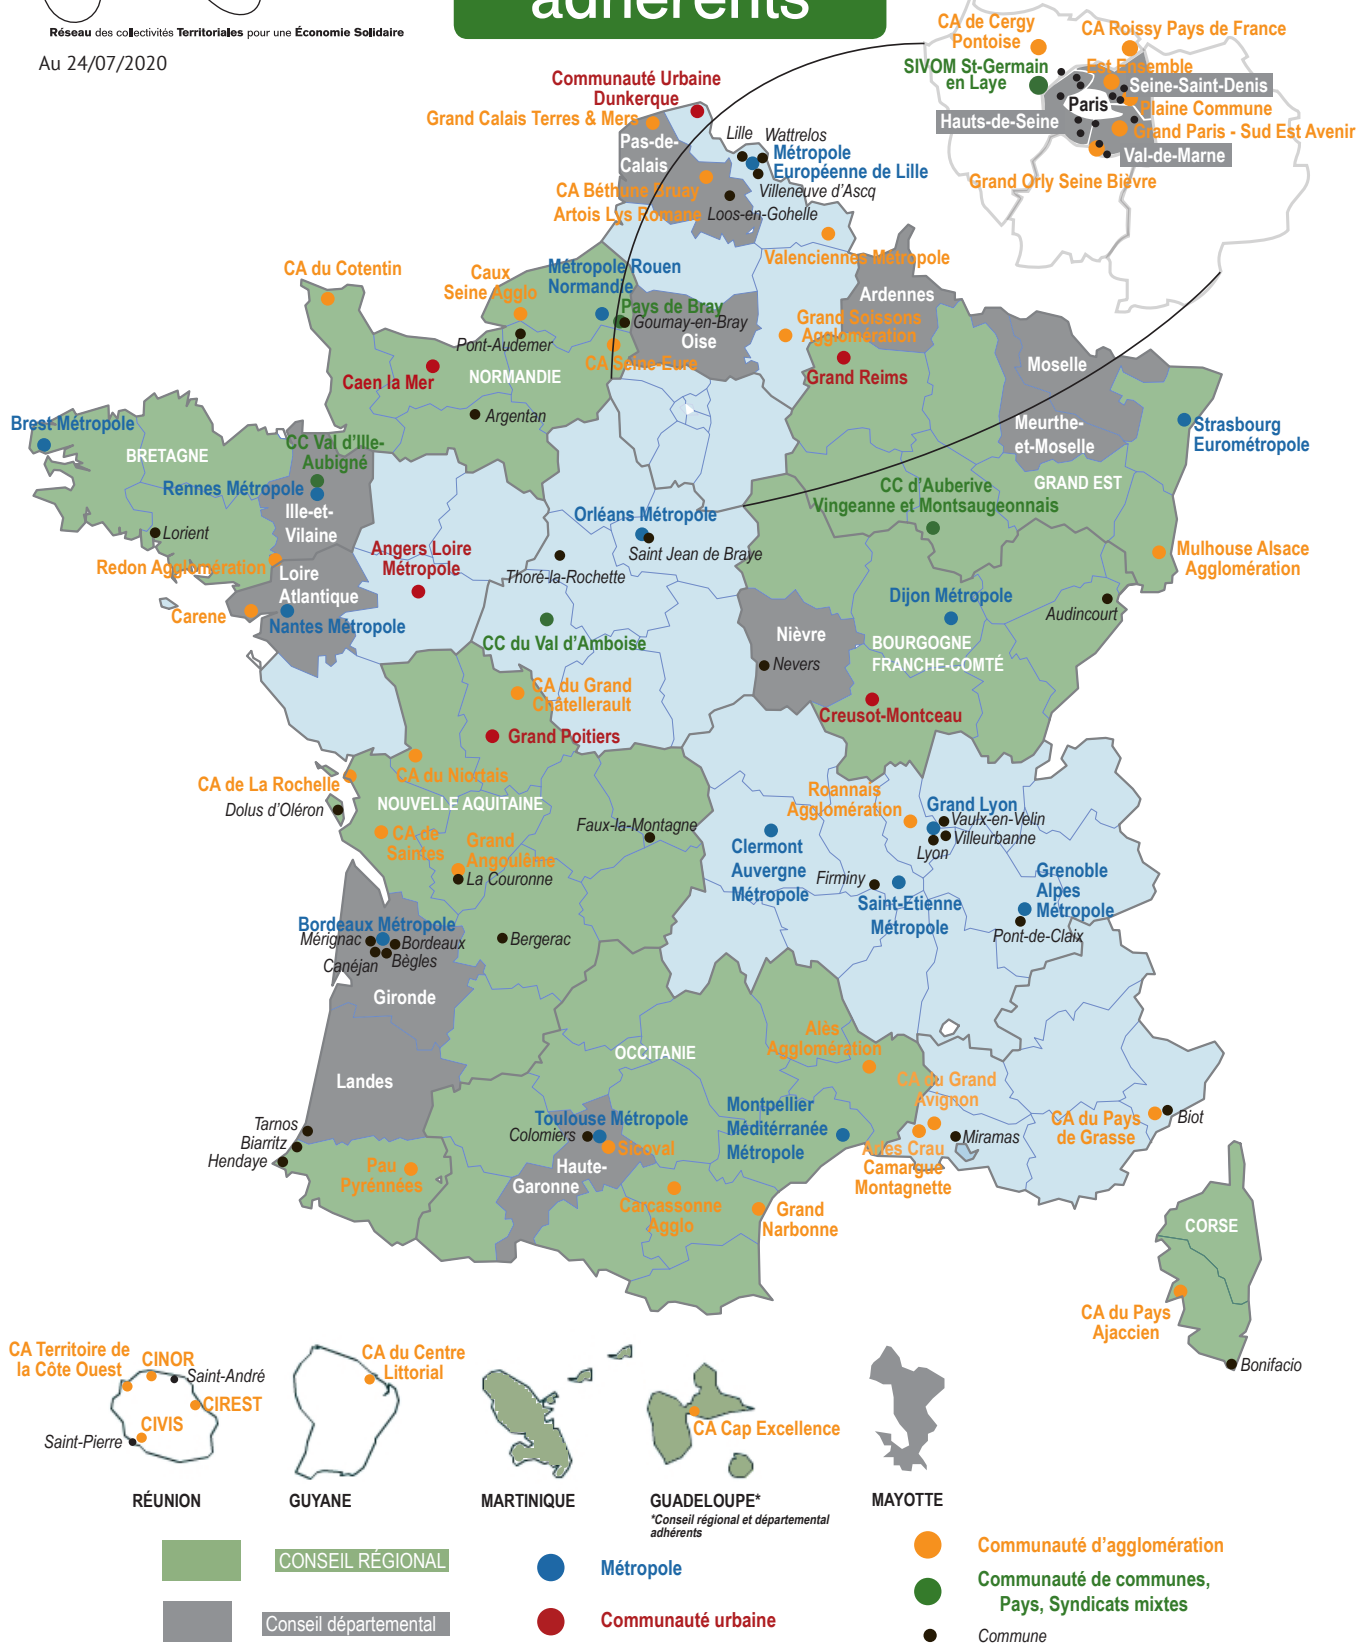 adhérents
Réseau des collectivités Territoriales pour une Économie Solidaire
Au 24/07/2020
CA de Cergy
Pontoise
CA Roissy Pays de France
SIVOM St-Germain
en Laye
Est Ensemble
Seine-Saint-Denis
Paris
Plaine Commune
Hauts-de-Seine
Grand Paris - Sud Est Avenir
Val-de-Marne
Grand Orly Seine Bièvre
Communauté Urbaine
Dunkerque
Grand Calais Terres & Mers
Pas-de-
Calais
Lille
Wattrelos
Métropole
Européenne de Lille
Villeneuve d'Ascq
CA Béthune Bruay
Artois Lys Romane
Loos-en-Gohelle
Valenciennes Métropole
CA du Cotentin
Caux
Seine Agglo
Métropole Rouen
Normandie
Pays de Bray
Gournay-en-Bray
Oise
Ardennes
Grand Soissons
Agglomération
Pont-Audemer
CA Seine-Eure
Caen la Mer
NORMANDIE
Grand Reims
Moselle
Argentan
Brest Métropole
BRETAGNE
CC Val d'Ille-
Aubigné
Rennes Métropole
Ille-et-
Vilaine
Meurthe-
et-Moselle
Strasbourg
Eurométropole
GRAND EST
CC d'Auberive
Vingeanne et Montsaugeonnais
Lorient
Orléans Métropole
Saint Jean de Braye
Redon Agglomération
Angers Loire
Métropole
Thoré-la-Rochette
Mulhouse Alsace
Agglomération
Loire
Atlantique
Carene
Nantes Métropole
Dijon Métropole
Audincourt
CC du Val d'Amboise
Nièvre
Nevers
BOURGOGNE
FRANCHE-COMTÉ
CA du Grand
Châtellerault
Creusot-Montceau
Grand Poitiers
CA de La Rochelle
CA du Niortais
Dolus d'Oléron
NOUVELLE AQUITAINE
Roannais
Agglomération
Grand Lyon
Vaulx-en-Velin
Villeurbanne
Lyon
CA de
Saintes
Grand
Angoulême
La Couronne
Faux-la-Montagne
Clermont
Auvergne
Métropole
Firminy
Saint-Etienne
Métropole
Grenoble
Alpes
Métropole
Pont-de-Claix
Bordeaux Métropole
Mérignac
Bordeaux
Canéjan
Bègles
Bergerac
Gironde
Landes
OCCITANIE
Alès
Agglomération
CA du Grand
Avignon
Tarnos
Biarritz
Hendaye
Colomiers
Toulouse Métropole
Sicoval
Montpellier
Méditérranée
Métropole
Arles Crau
Camargue
Montagnette
Miramas
CA du Pays
de Grasse
Biot
Pau
Pyrénnées
Haute-
Garonne
Carcassonne
Agglo
Grand
Narbonne
CORSE
CA du Pays
Ajaccien
Bonifacio
CA Territoire de
la Côte Ouest
CINOR
Saint-André
CIREST
CIVIS
Saint-Pierre
CA du Centre
Littorial
CA Cap Excellence
RÉUNION
GUYANE
MARTINIQUE
GUADELOUPE*
*Conseil régional et départemental
adhérents
MAYOTTE
CONSEIL RÉGIONAL
Conseil départemental
Métropole
Communauté urbaine
Communauté d'agglomération
Communauté de communes,
Pays, Syndicats mixtes
Commune